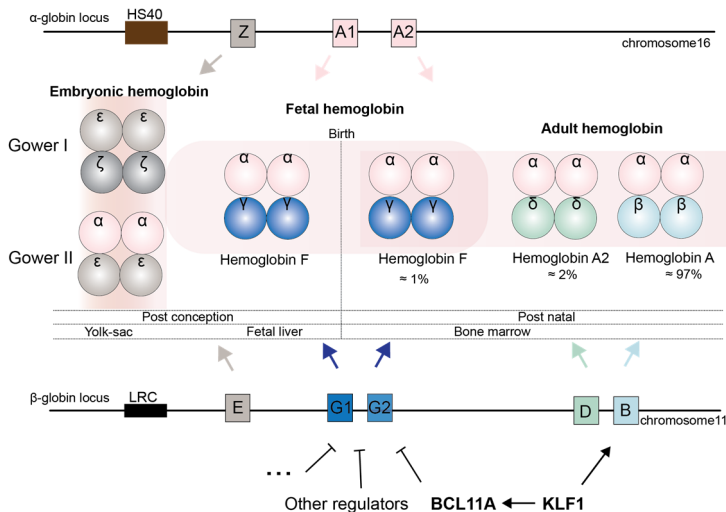 α-globin locus
HS40
Z
A1
A2
chromosome16
Embryonic hemoglobin
Fetal hemoglobin
Birth
Adult hemoglobin
Gower I
ε ε
ζ ζ
α α
γ γ
α α
γ γ
α α
δ δ
α α
β β
Gower II
α α
ε ε
Hemoglobin F
Hemoglobin F
≈ 1%
Hemoglobin A2
≈ 2%
Hemoglobin A
≈ 97%
Post conception
Post natal
Yolk-sac
Fetal liver
Bone marrow
β-globin locus
LRC
E
G1
G2
D
B
chromosome11
...
Other regulators
BCL11A
KLF1